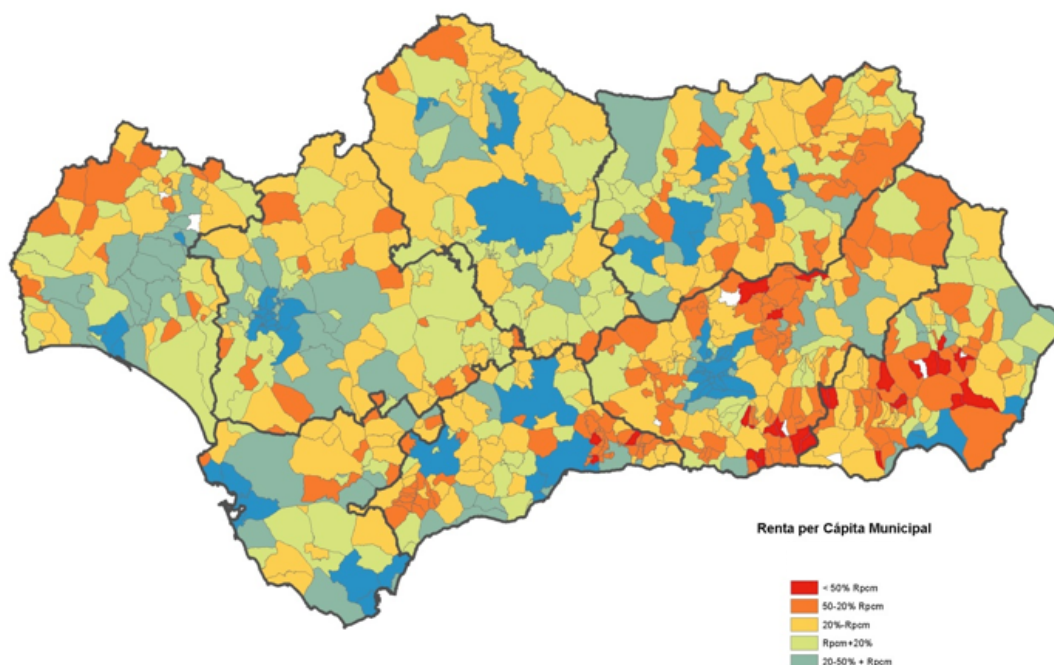 Renta per Cápita Municipal
< 50% Rpcm
50-20% Rpcm
20%-Rpcm
Rpcm+20%
20-50% + Rpcm